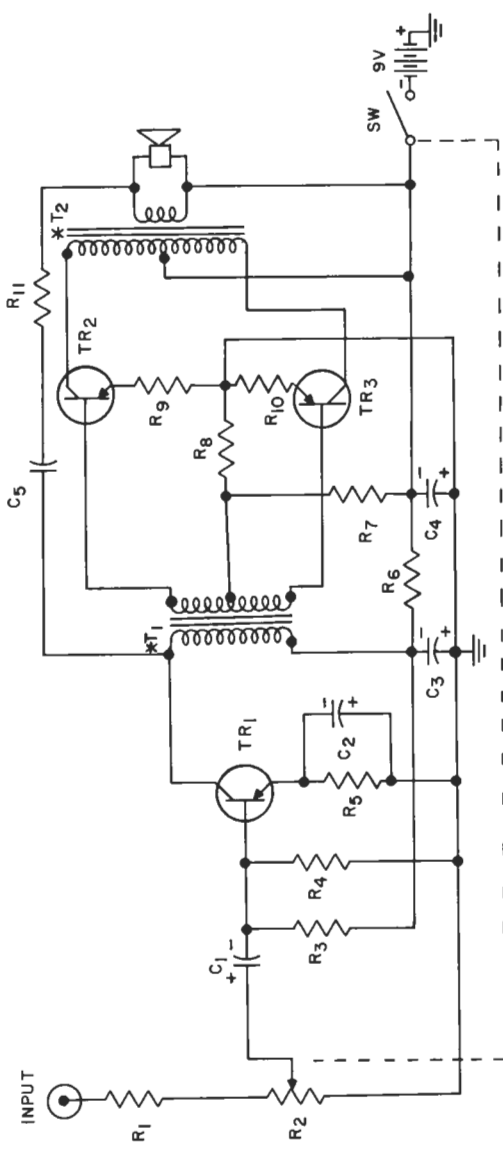 INPUT
R1
R2
C1
+ -
R3
R4
TR1
R5
C2
-
+
*T1
C3
-
+
R6
C5
R8
R7
C4
-
+
R9
R10
TR2
TR3
R11
*T2
SW
9V
- +